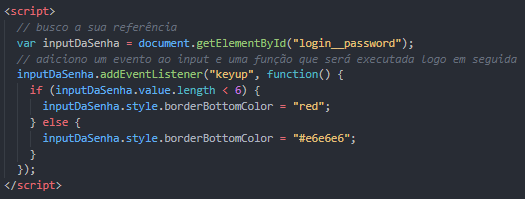 <script>
// busco a sua referência
var inputDaSenha = document.getElementById("login__password");
// adiciono um evento ao input e uma função que será executada logo em seguida
inputDaSenha.addEventListener("keyup", function() {
if (inputDaSenha.value.length < 6) {
inputDaSenha.style.borderBottomColor = "red";
} else {
inputDaSenha.style.borderBottomColor = "#e6e6e6";
}
});
</script>